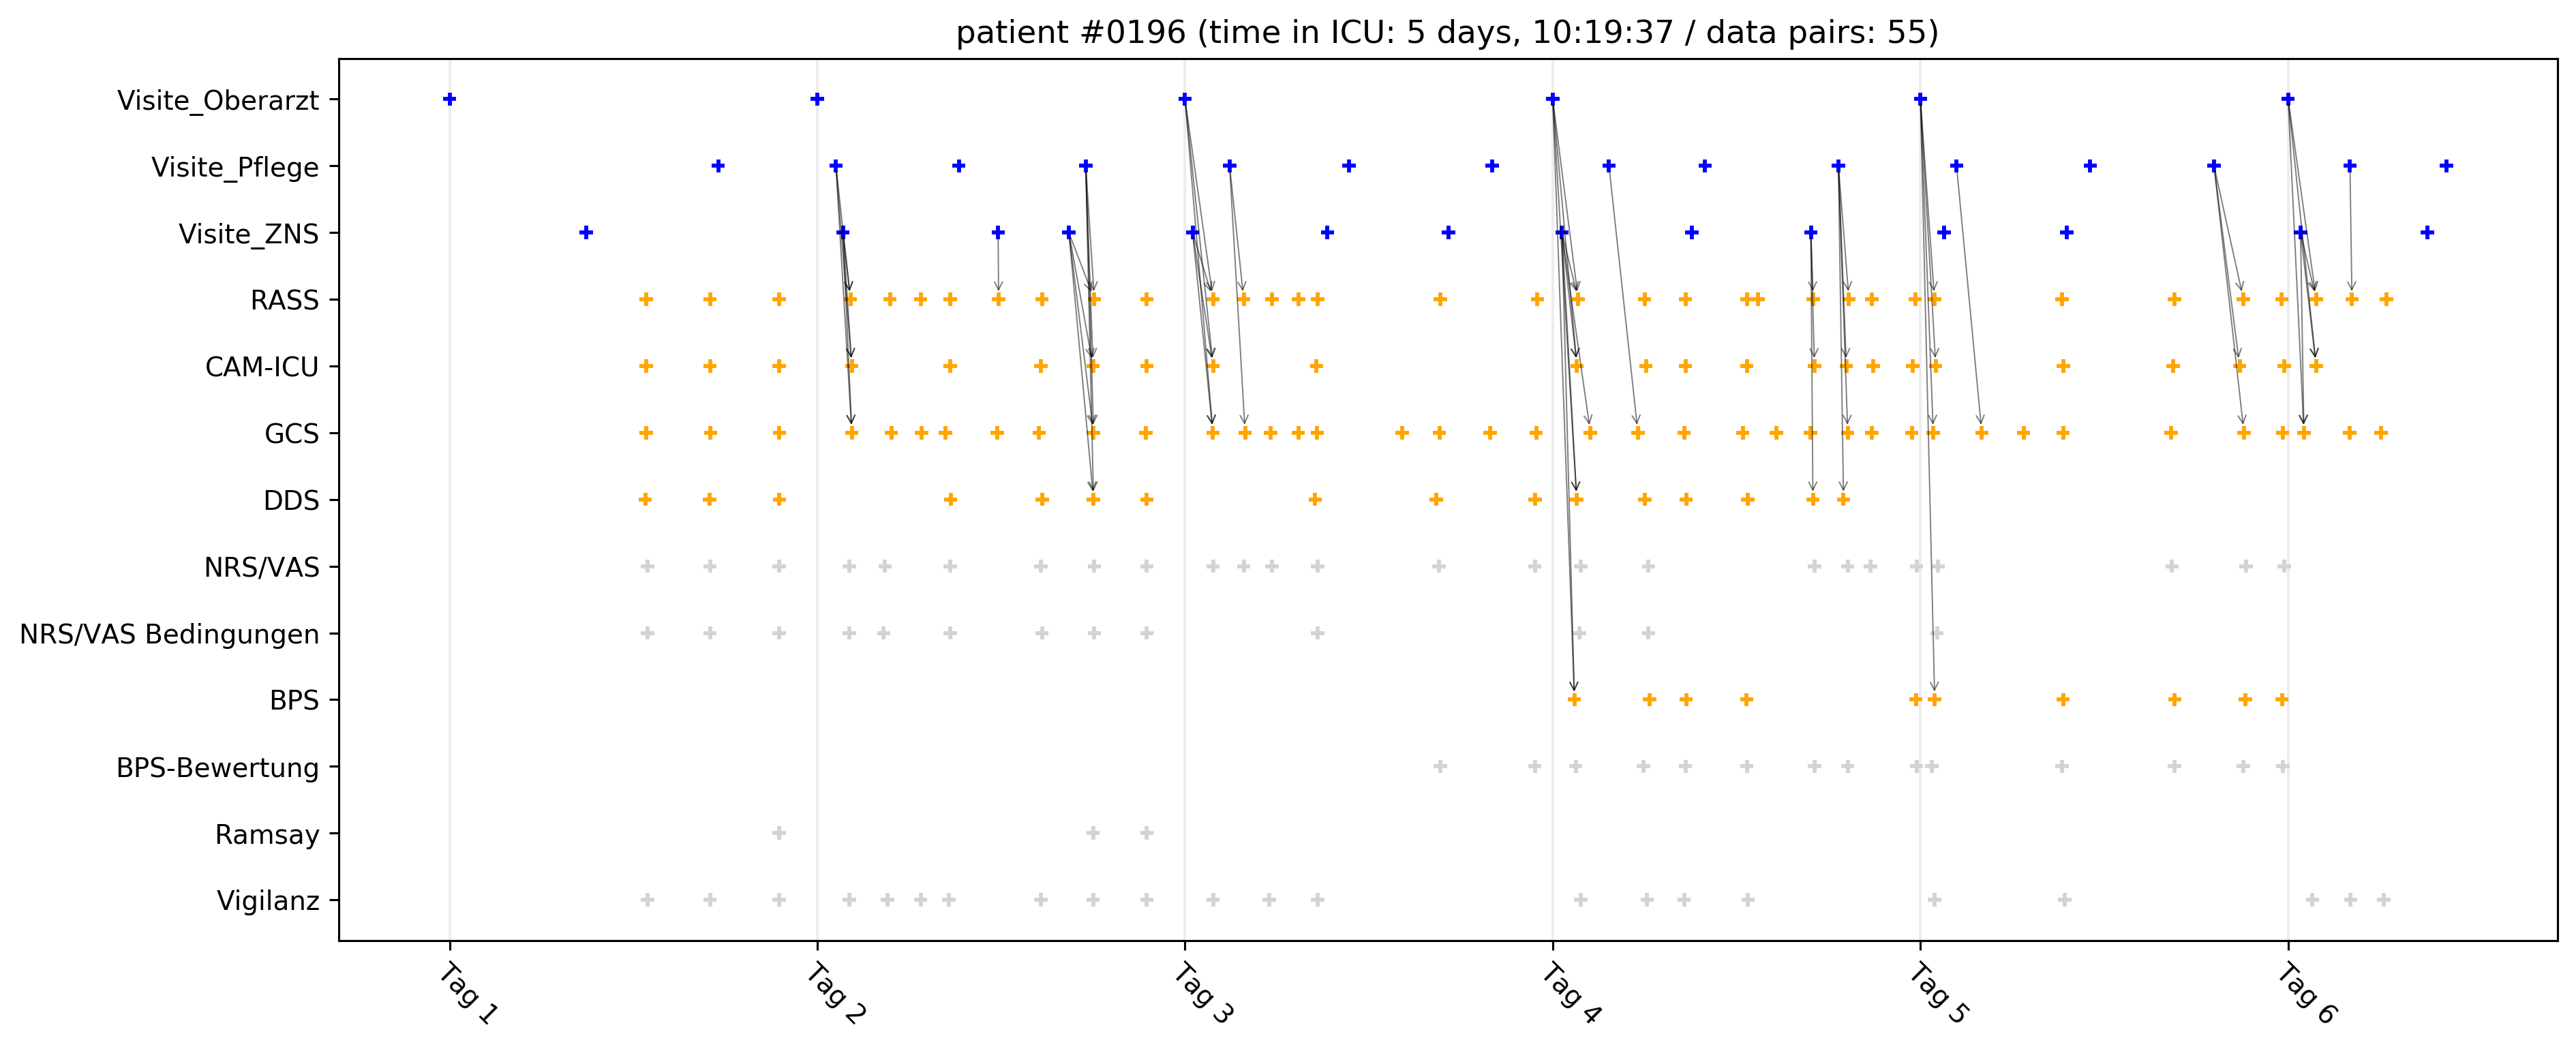 patient #0196 (time in ICU: 5 days, 10:19:37 / data pairs: 55)
Visite_Oberarzt
Visite_Pflege
Visite_ZNS
RASS
CAM-ICU
GCS
DDS
NRS/VAS
NRS/VAS Bedingungen
BPS
BPS-Bewertung
Ramsay
Vigilanz
Tag 1
Tag 2
Tag 3
Tag 4
Tag 5
Tag 6